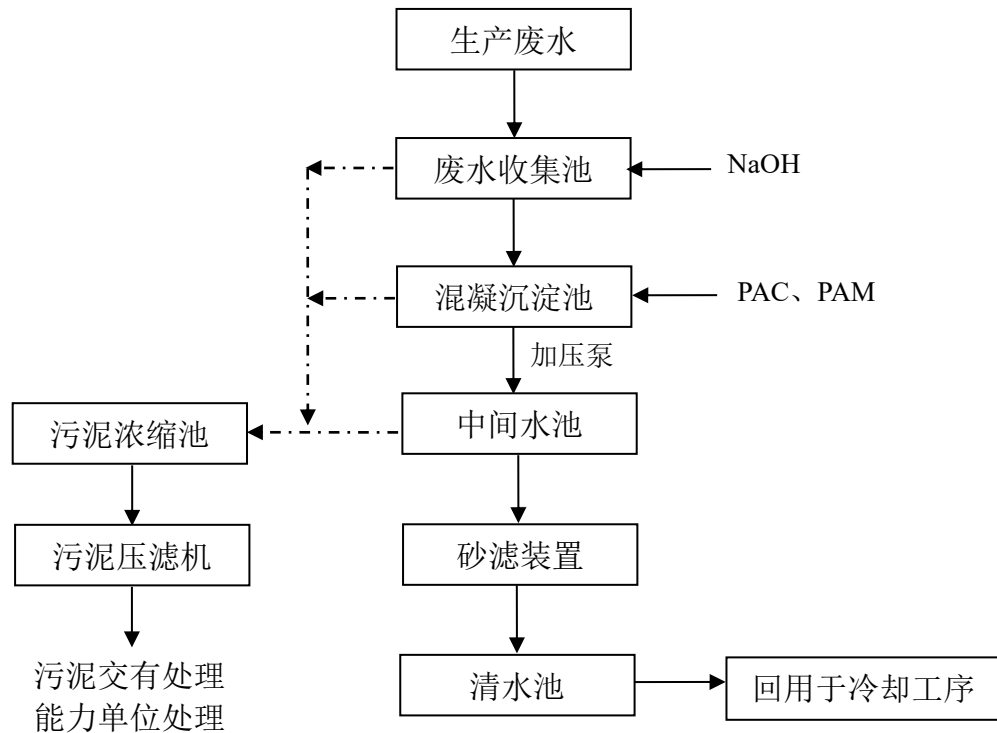 生产废水
废水收集池
NaOH
混凝沉淀池
PAC、PAM
加压泵
污泥浓缩池
中间水池
污泥压滤机
砂滤装置
污泥交有处理
能力单位处理
清水池
回用于冷却工序